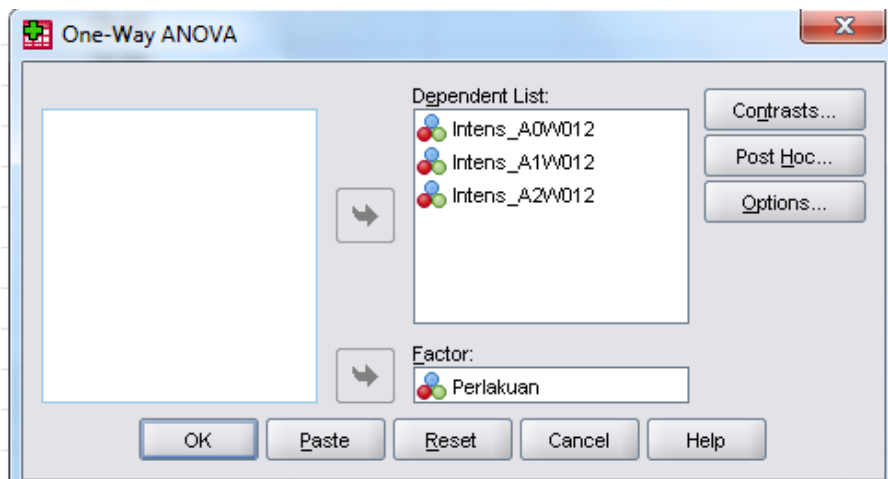 One-Way ANOVA
Dependent List:
Intens_A0W012
Intens_A1W012
Intens_A2W012
Contrasts...
Post Hoc...
Options...
Factor:
Perlakuan
OK Paste Reset Cancel Help